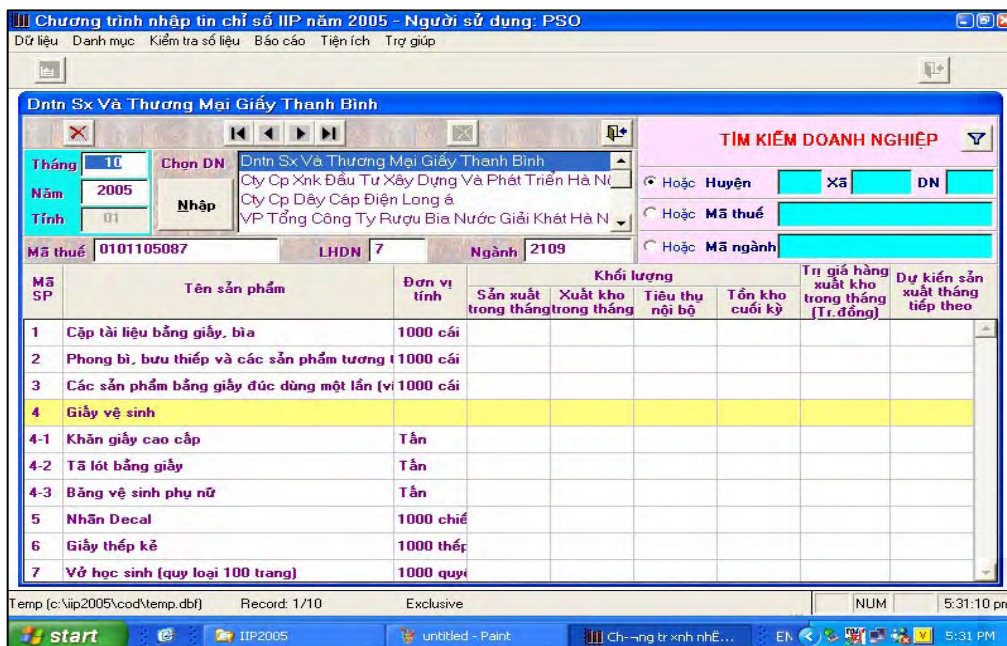 Chương trình nhập tin chỉ số IIP năm 2005 - Người sử dụng: PSO
Dữ liệu Danh mục Kiểm tra số liệu Báo cáo Tiện ích Trợ giúp
Dntn Sx Và Thương Mại Giấy Thanh Bình
TÌM KIẾM DOANH NGHIỆP
Tháng 10 Chọn DN Dntn Sx Và Thương Mại Giấy Thanh Bình
Cty Cp Xnk Đầu Tư Xây Dựng Và Phát Triển Hà Nộ
Hoặc Huyện Xã DN
Năm 2005
Nhập
Cty Cp Dây Cáp Điện Long á
Tỉnh 01
VP Tổng Công Ty Rượu Bia Nước Giải Khát Hà N
Hoặc Mã thuế
Mã thuế 0101105087 LHDN 7 Ngành 2109
Hoặc Mã ngành
Mã SP
Tên sản phẩm
Đơn vị tính
Khối lượng
Sản xuất trong tháng
Xuất kho trong tháng
Tiêu thụ nội bộ
Tồn kho cuối kỳ
Trị giá hàng xuất kho trong tháng (Tr.đồng)
Dự kiến sản xuất tháng tiếp theo
1 Cặp tài liệu bằng giấy, bìa 1000 cái
2 Phong bì, bưu thiếp và các sản phẩm tương t 1000 cái
3 Các sản phẩm bằng giấy đúc dùng một lần (ví 1000 cái
4 Giấy vệ sinh
4-1 Khăn giấy cao cấp Tấn
4-2 Tã lót bằng giấy Tấn
4-3 Băng vệ sinh phụ nữ Tấn
5 Nhãn Decal 1000 chiế
6 Giấy thếp kẻ 1000 thếp
7 Vở học sinh (quy loại 100 trang) 1000 quyể
Temp (c:\iip2005\cod\temp.dbf) Record: 1/10 Exclusive NUM 5:31:10 pm
start IIP2005 untitled - Paint Ch-­¬ng tr×nh nhË... EN V 5:31 PM